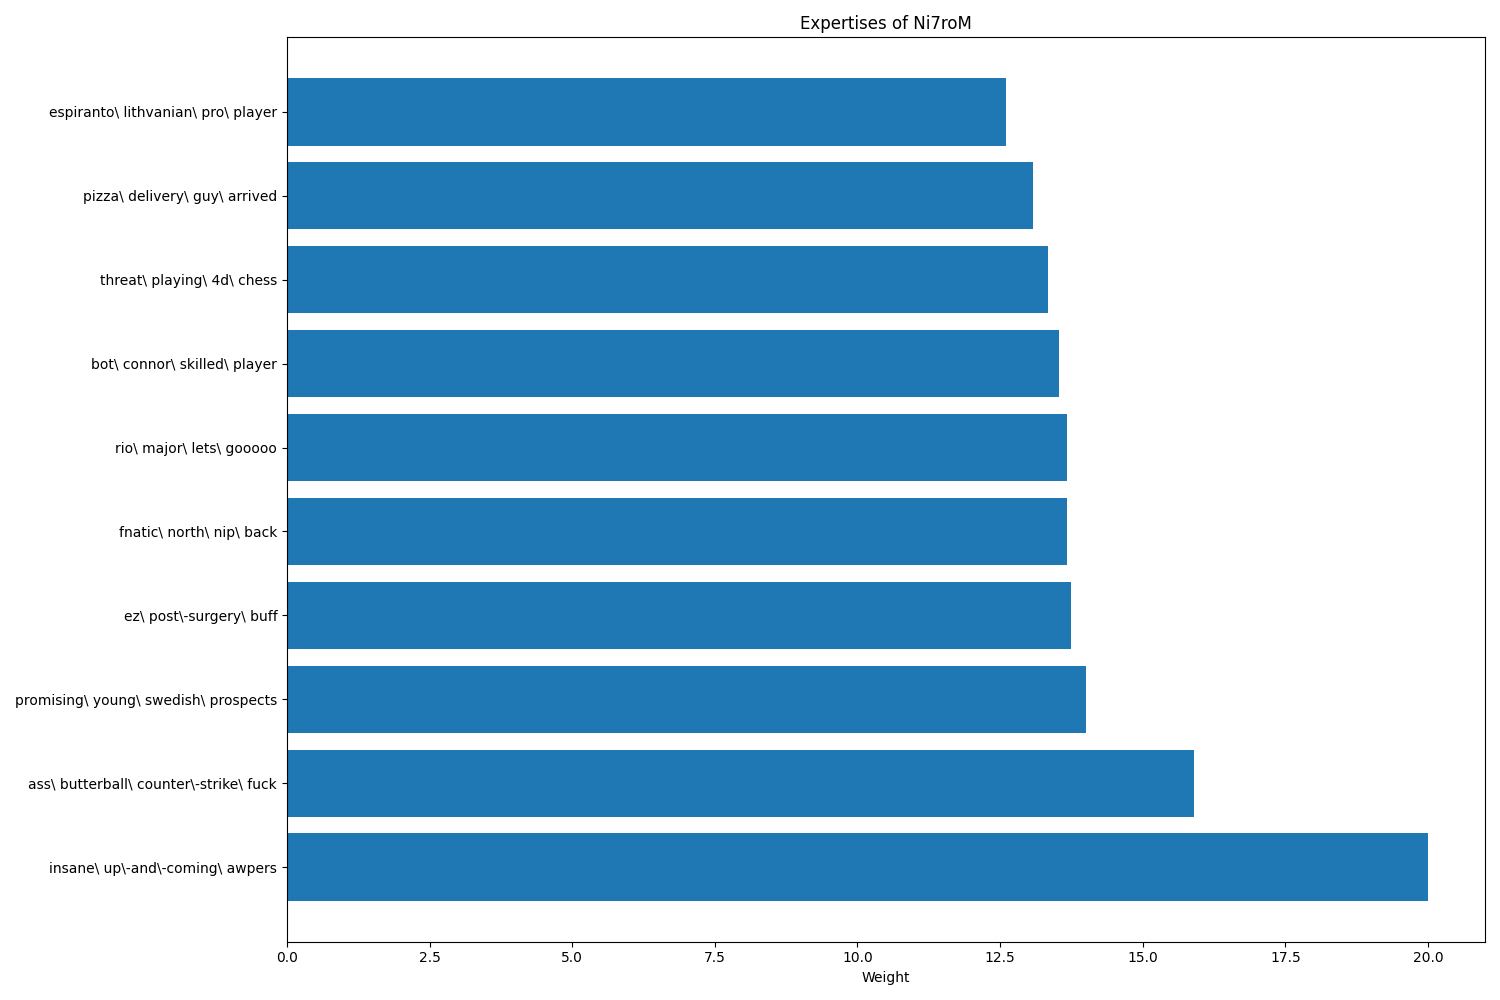 Expertises of Ni7roM
espiranto\ lithvanian\ pro\ player
pizza\ delivery\ guy\ arrived
threat\ playing\ 4d\ chess
bot\ connor\ skilled\ player
rio\ major\ lets\ gooooo
fnatic\ north\ nip\ back
ez\ post\-surgery\ buff
promising\ young\ swedish\ prospects
ass\ butterball\ counter\-strike\ fuck
insane\ up\-and\-coming\ awpers
0.0 2.5 5.0 7.5 10.0 12.5 15.0 17.5 20.0
Weight